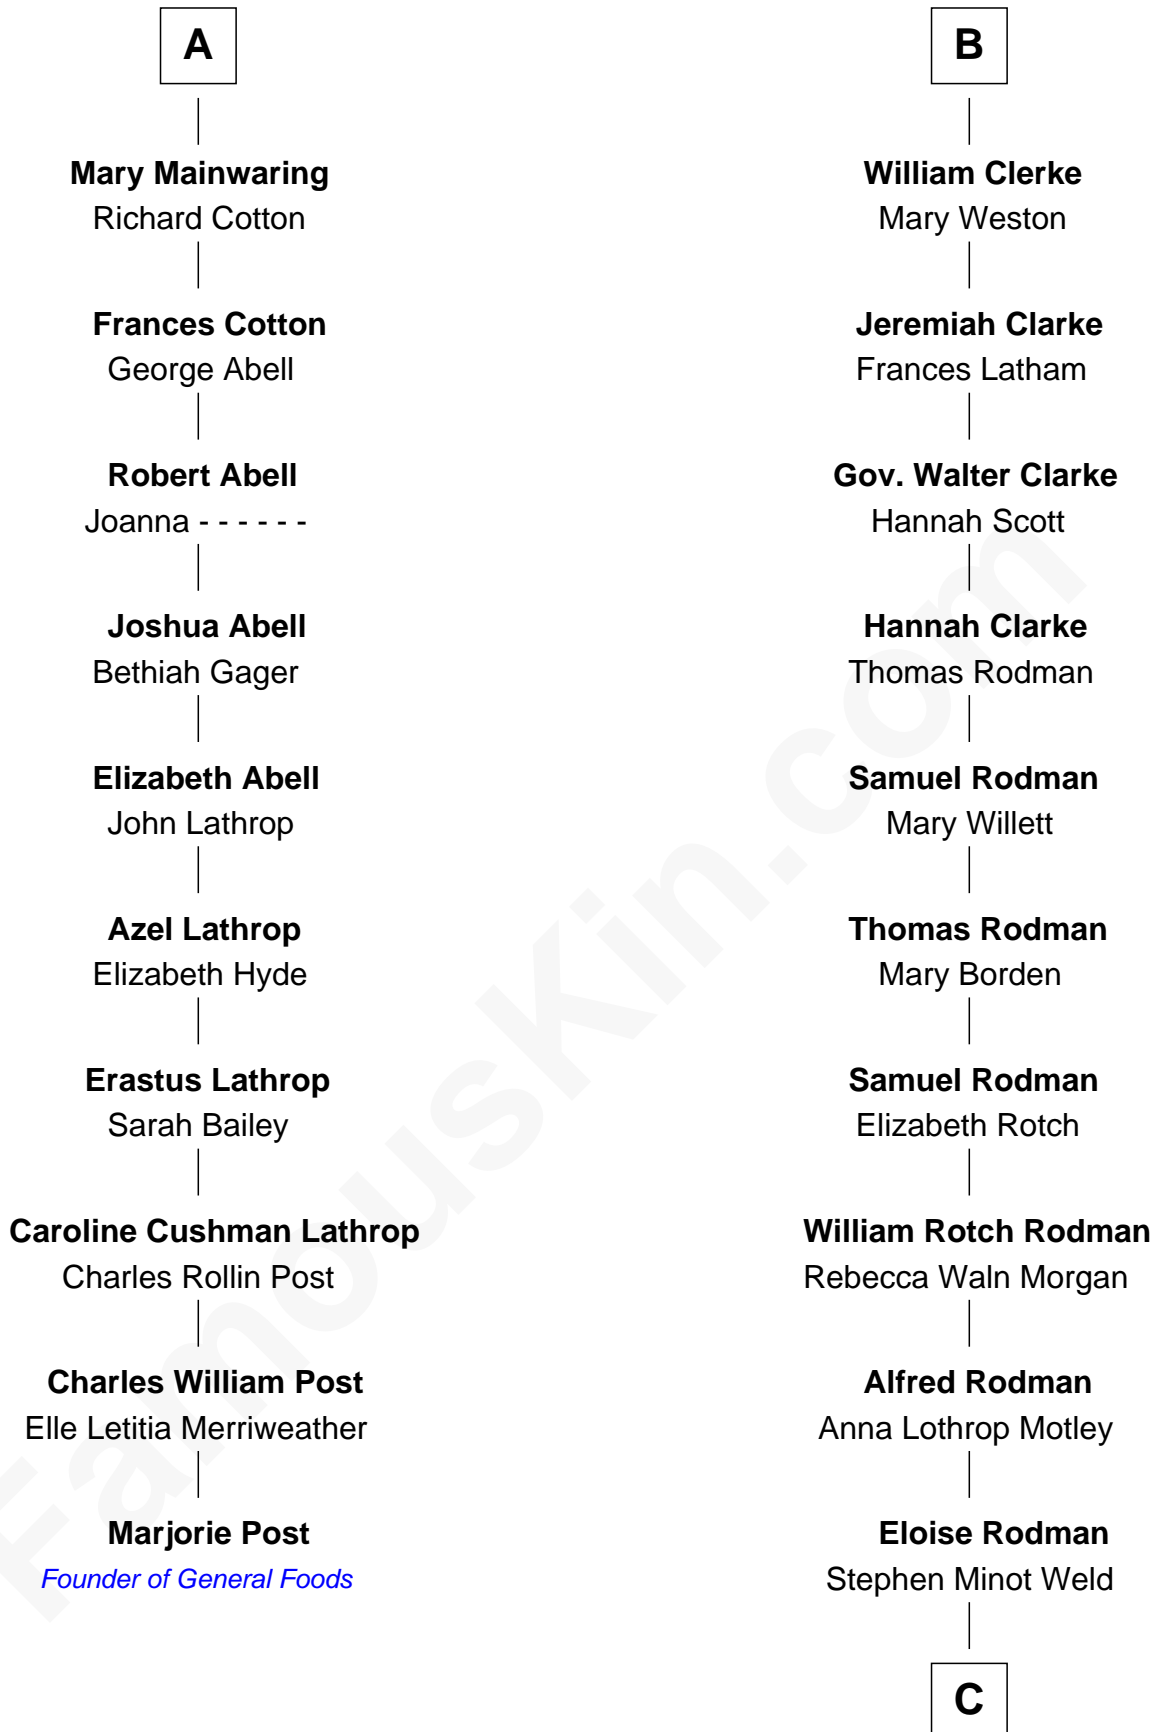 A
Mary Mainwaring
Richard Cotton
Frances Cotton
George Abell
Robert Abell
Joanna - - - - - -
Joshua Abell
Bethiah Gager
Elizabeth Abell
John Lathrop
Azel Lathrop
Elizabeth Hyde
Erastus Lathrop
Sarah Bailey
Caroline Cushman Lathrop
Charles Rollin Post
Charles William Post
Elle Letitia Merriweather
Marjorie Post
Founder of General Foods
B
William Clerke
Mary Weston
Jeremiah Clarke
Frances Latham
Gov. Walter Clarke
Hannah Scott
Hannah Clarke
Thomas Rodman
Samuel Rodman
Mary Willett
Thomas Rodman
Mary Borden
Samuel Rodman
Elizabeth Rotch
William Rotch Rodman
Rebecca Waln Morgan
Alfred Rodman
Anna Lothrop Motley
Eloise Rodman
Stephen Minot Weld
C
FamousKin.com